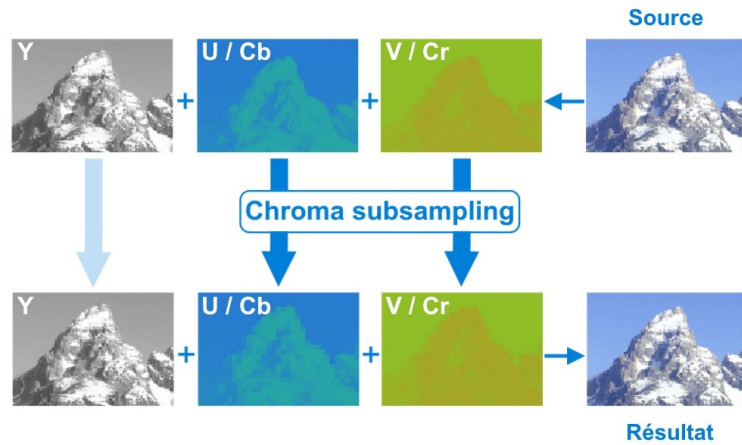 Source
Y
U / Cb
V / Cr
+
+
Chroma subsampling
Y
U / Cb
V / Cr
+
+
Résultat